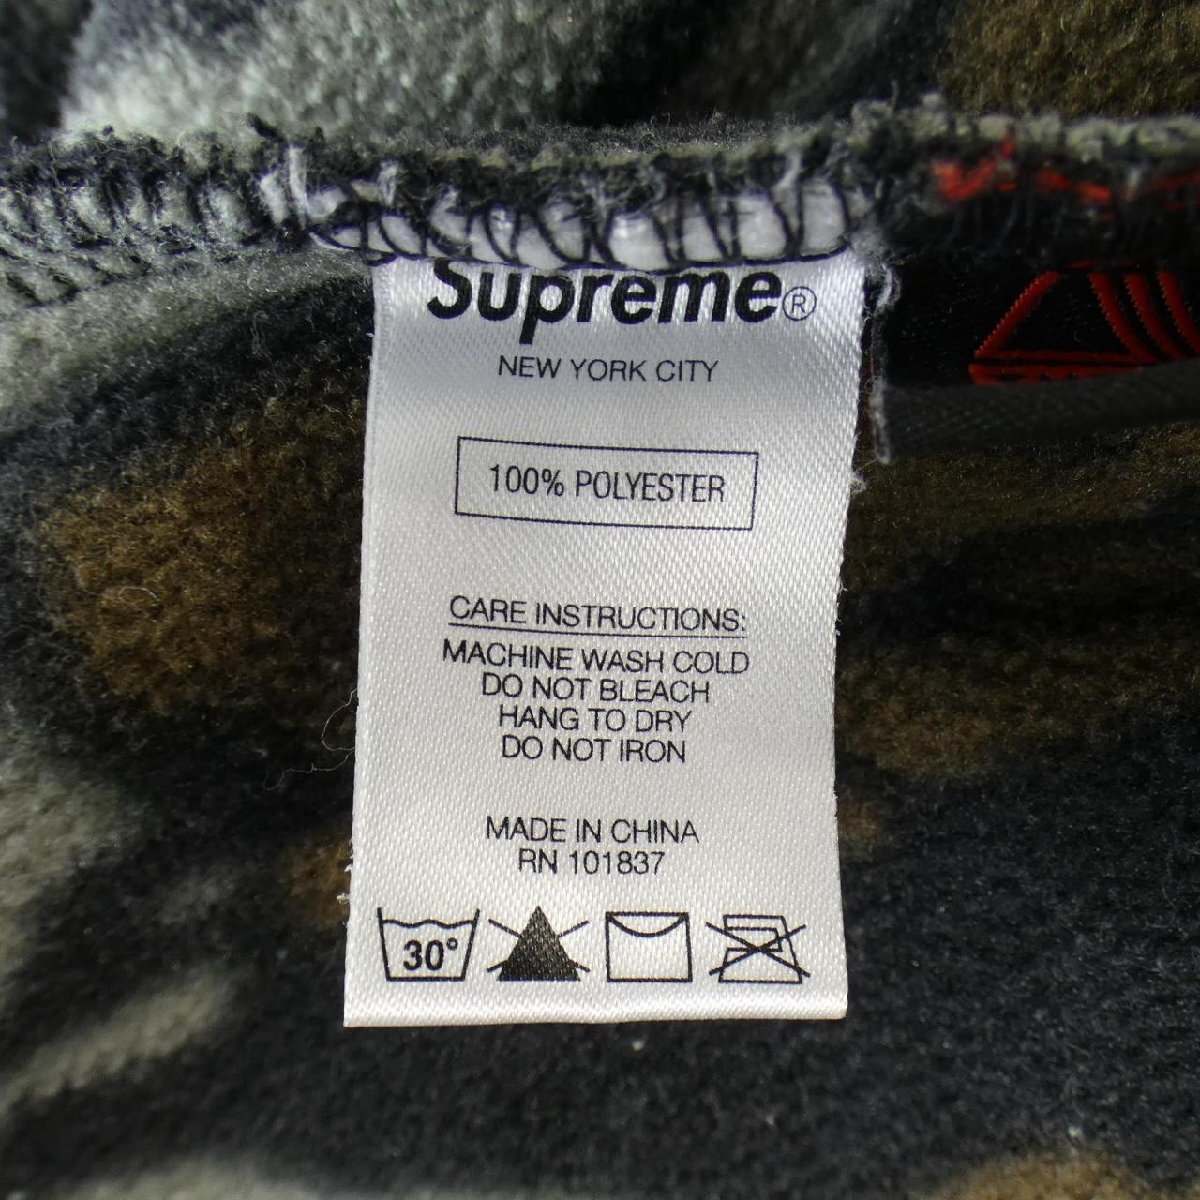 Supreme®
NEW YORK CITY
100% POLYESTER
CARE INSTRUCTIONS:
MACHINE WASH COLD
DO NOT BLEACH
HANG TO DRY
DO NOT IRON
MADE IN CHINA
RN 101837
30°